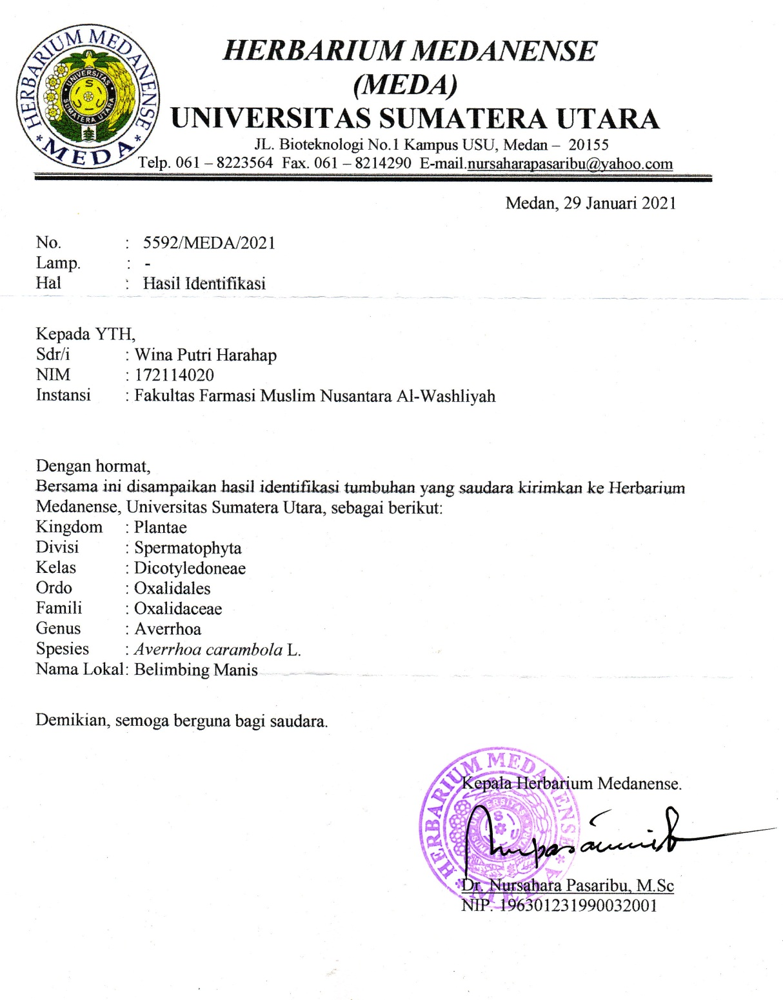 HERBARIUM MEDANENSE
(MEDA)
UNIVERSITAS SUMATERA UTARA
JL. Bioteknologi No.1 Kampus USU, Medan – 20155
Telp. 061 – 8223564 Fax. 061 – 8214290 E-mail.nursaharapasaribu@yahoo.com
HERBARIUM MEDANENSE
* MEDA *
UNIVERSITAS
SUMATERA UTARA
Medan, 29 Januari 2021
No. : 5592/MEDA/2021
Lamp. : -
Hal : Hasil Identifikasi
Kepada YTH,
Sdr/i : Wina Putri Harahap
NIM : 172114020
Instansi : Fakultas Farmasi Muslim Nusantara Al-Washliyah
Dengan hormat,
Bersama ini disampaikan hasil identifikasi tumbuhan yang saudara kirimkan ke Herbarium
Medanense, Universitas Sumatera Utara, sebagai berikut:
Kingdom : Plantae
Divisi : Spermatophyta
Kelas : Dicotyledoneae
Ordo : Oxalidales
Famili : Oxalidaceae
Genus : Averrhoa
Spesies : Averrhoa carambola L.
Nama Lokal: Belimbing Manis
Demikian, semoga berguna bagi saudara.
Kepala Herbarium Medanense.
HERBARIUM MEDANENSE
* MEDA *
UNIVERSITAS
Dr. Nursahara Pasaribu, M.Sc
NIP. 196301231990032001